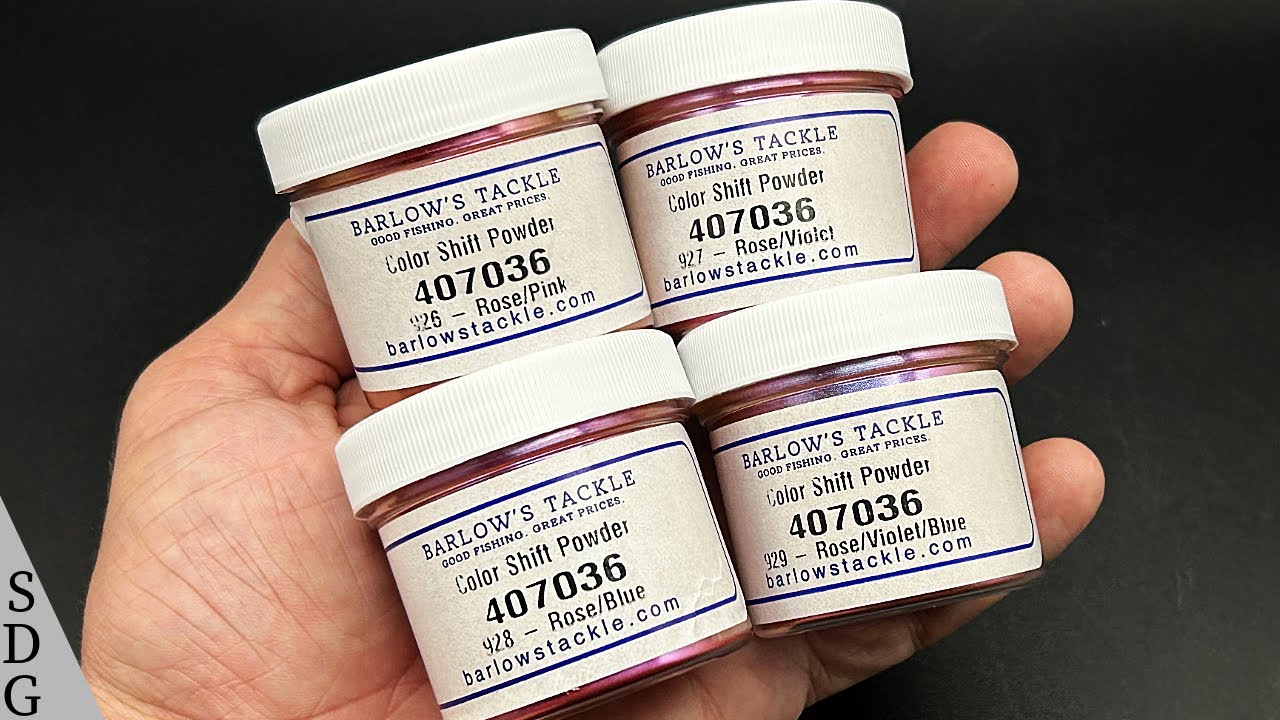 BARLOW'S TACKLE
GOOD FISHING. GREAT PRICES.
Color Shift Powder
407036
926 - Rose/Pink
barlowstackle.com
BARLOW'S TACKLE
GOOD FISHING. GREAT PRICES.
Color Shift Powder
407036
927 - Rose/Violet
barlowstackle.com
BARLOW'S TACKLE
GOOD FISHING. GREAT PRICES.
Color Shift Powder
407036
928 - Rose/Blue
barlowstackle.com
BARLOW'S TACKLE
GOOD FISHING. GREAT PRICES.
Color Shift Powder
407036
929 - Rose/Violet/Blue
barlowstackle.com
S
D
G